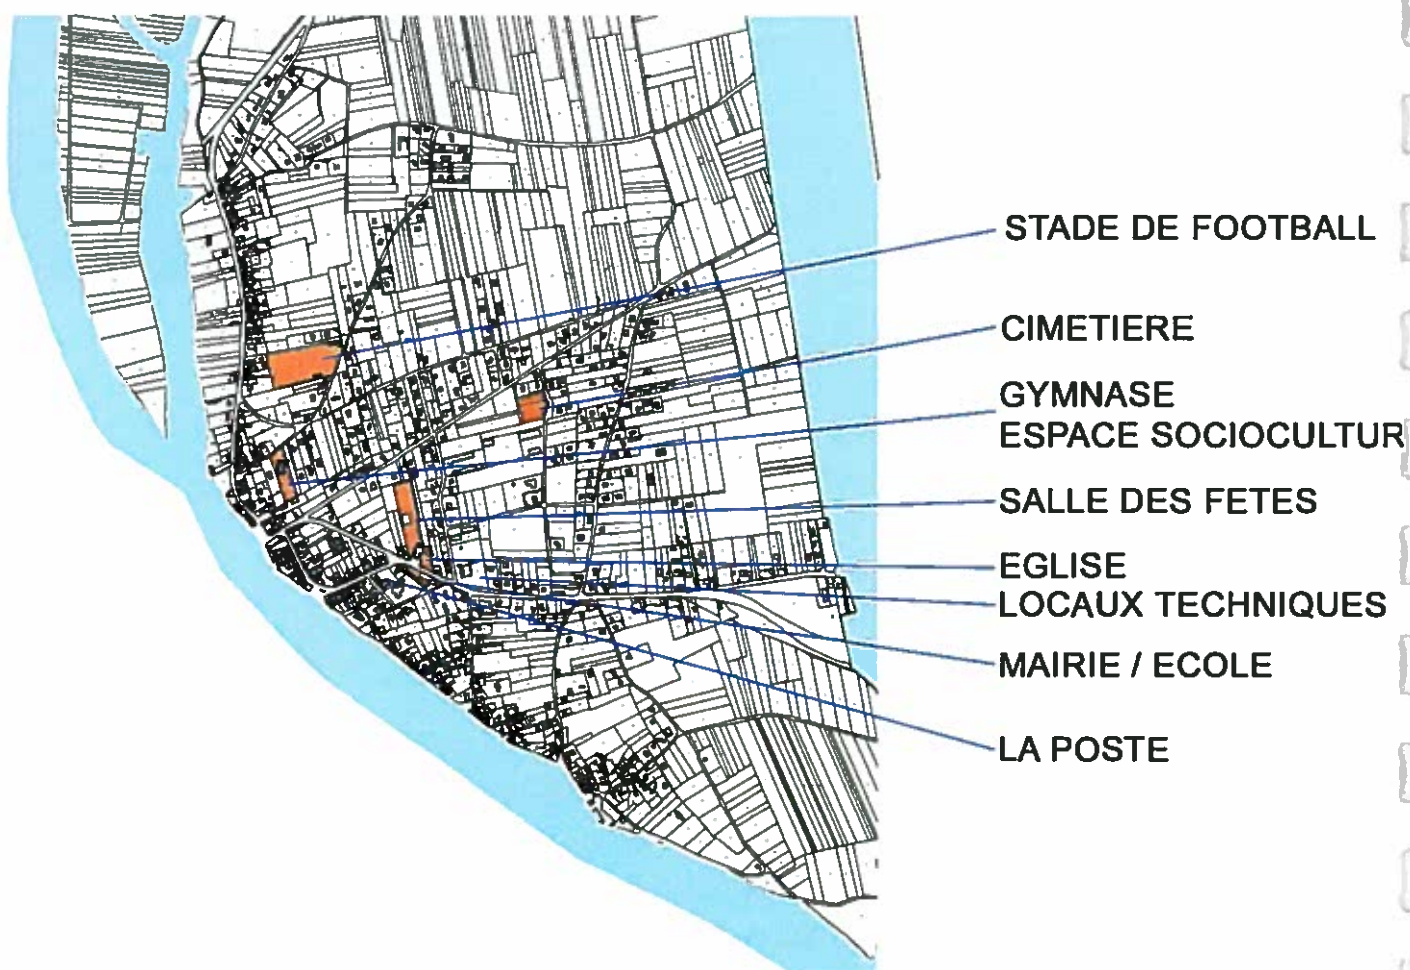 STADE DE FOOTBALL
CIMETIERE
GYMNASE
ESPACE SOCIOCULTUR
SALLE DES FETES
EGLISE
LOCAUX TECHNIQUES
MAIRIE / ECOLE
LA POSTE